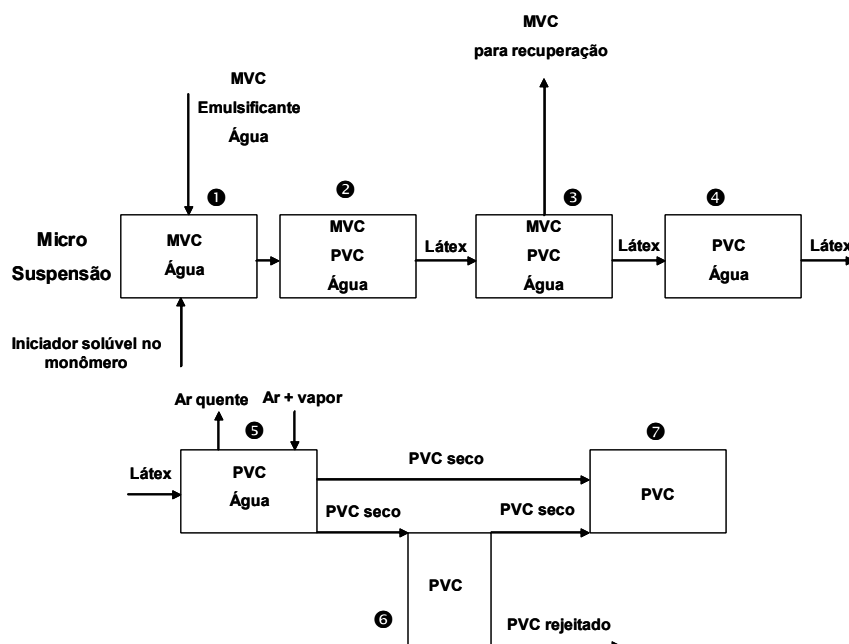 MVC
para recuperação
MVC
Emulsificante
Água
❶
❷
❸
❹
Micro
Suspensão
MVC
Água
MVC
PVC
Água
Látex
MVC
PVC
Água
Látex
PVC
Água
Látex
Iniciador solúvel no
monômero
Ar quente
Ar + vapor
❺
❼
Látex
PVC
Água
PVC seco
PVC seco
PVC seco
PVC
PVC
❻
PVC rejeitado